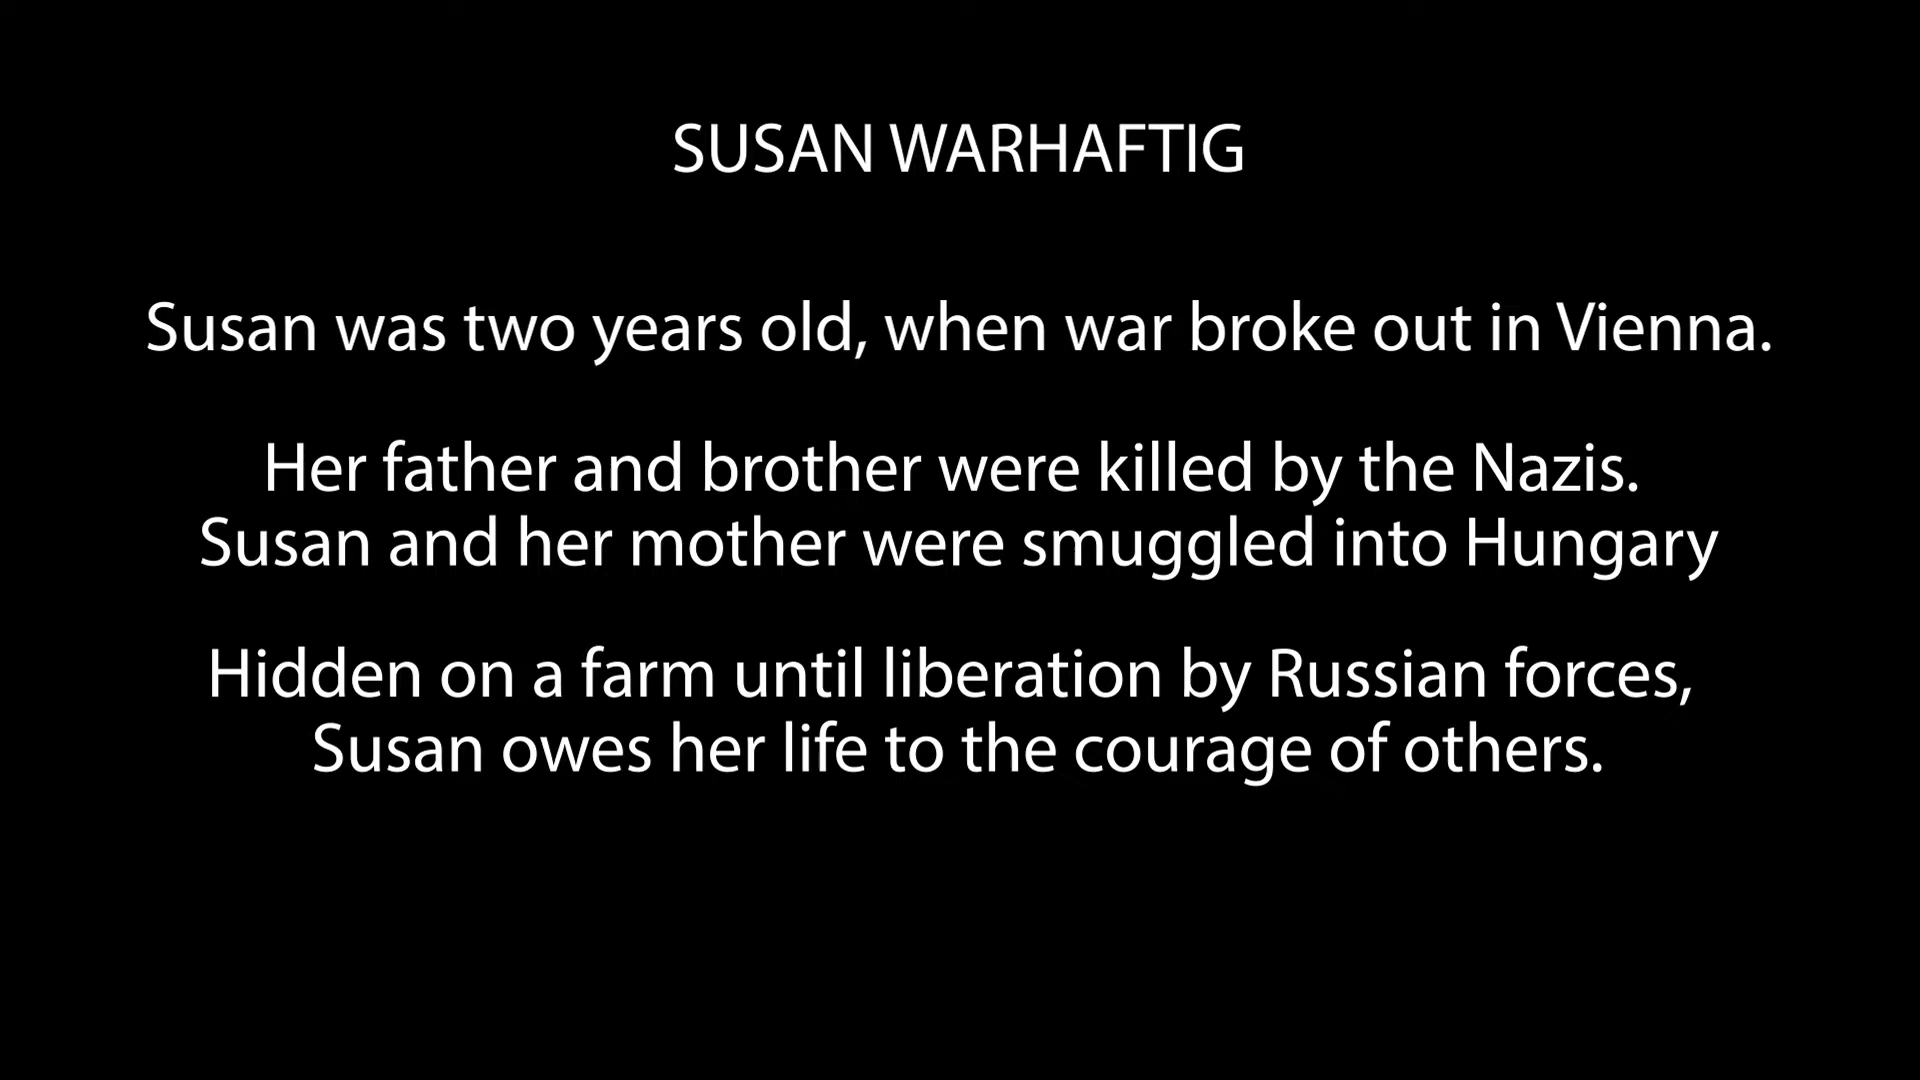 SUSAN WARHAFTIG
Susan was two years old, when war broke out in Vienna.
Her father and brother were killed by the Nazis.
Susan and her mother were smuggled into Hungary
Hidden on a farm until liberation by Russian forces,
Susan owes her life to the courage of others.